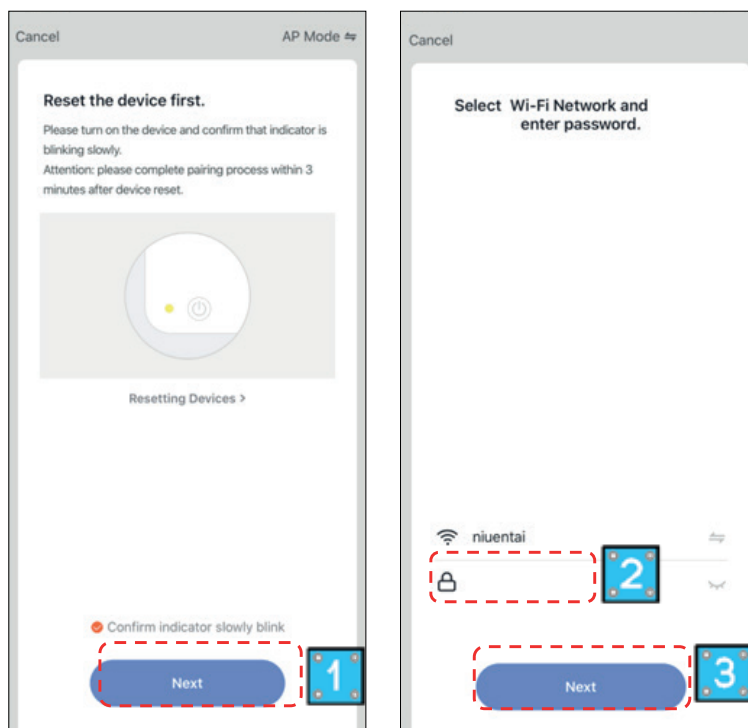 Cancel
AP Mode ⇋
Reset the device first.
Please turn on the device and confirm that indicator is
blinking slowly.
Attention: please complete pairing process within 3
minutes after device reset.
Resetting Devices >
Confirm indicator slowly blink
Next
1
Cancel
Select Wi-Fi Network and
enter password.
niuentai
2
Next
3